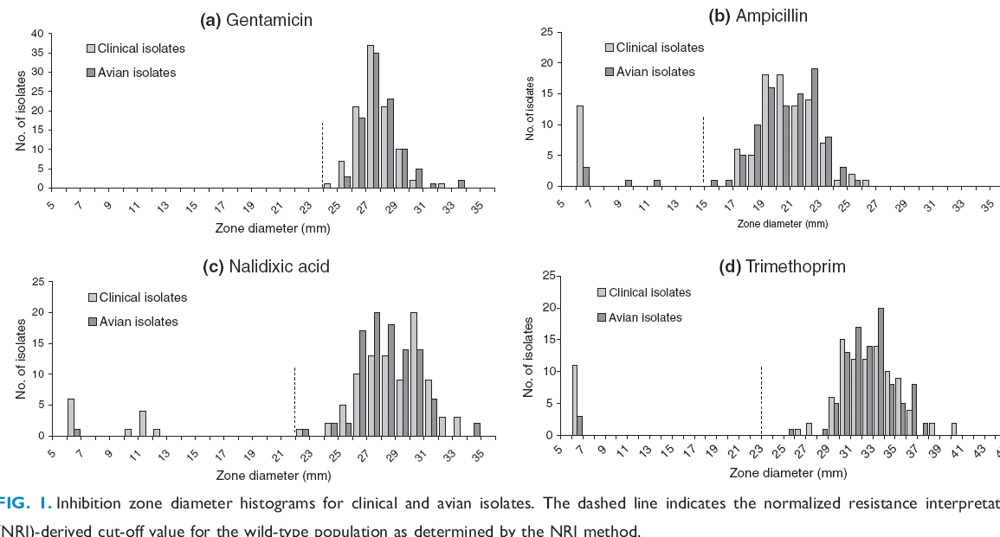 (a) Gentamicin
40
35
30
25
20
15
10
5
0
No. of isolates
Clinical isolates
Avian isolates
5 7 9 11 13 15 17 19 21 23 25 27 29 31 33 35
Zone diameter (mm)
(b) Ampicillin
25
20
15
10
5
0
No. of isolates
Clinical isolates
Avian isolates
5 7 9 11 13 15 17 19 21 23 25 27 29 31 33 35
Zone diameter (mm)
(c) Nalidixic acid
25
20
15
10
5
0
No. of isolates
Clinical isolates
Avian isolates
5 7 9 11 13 15 17 19 21 23 25 27 29 31 33 35
Zone diameter (mm)
(d) Trimethoprim
25
20
15
10
5
0
No. of isolates
Clinical isolates
Avian isolates
5 7 9 11 13 15 17 19 21 23 25 27 29 31 33 35 37 39 41 43 4
Zone diameter (mm)
FIG. 1. Inhibition zone diameter histograms for clinical and avian isolates. The dashed line indicates the normalized resistance interpretat
(NRI)-derived cut-off value for the wild-type population as determined by the NRI method.